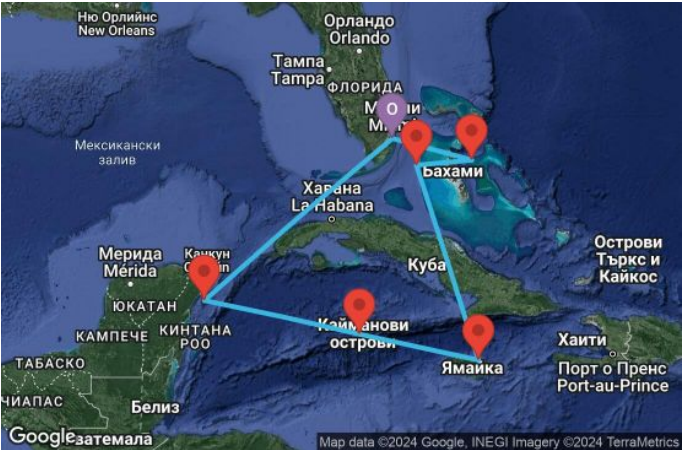 Ню Орлийнс
New Orleans
Орландо
Orlando
Тампа
Tampa
ФЛОРИДА
O
Мексикански
залив
Бахами
Хавана
La Habana
Мерида
Mérida
Куба
Острови
Търкс и
Кайкос
ЮКАТАН
КАМПЕЧЕ
КИНТАНА
РОО
Кайманови
острови
Хаити
Ямайка
ТАБАСКО
Порт о Пренс
Port-au-Prince
ЧИАПАС
Белиз
Google
Map data ©2024 Google, INEGI Imagery ©2024 TerraMetrics